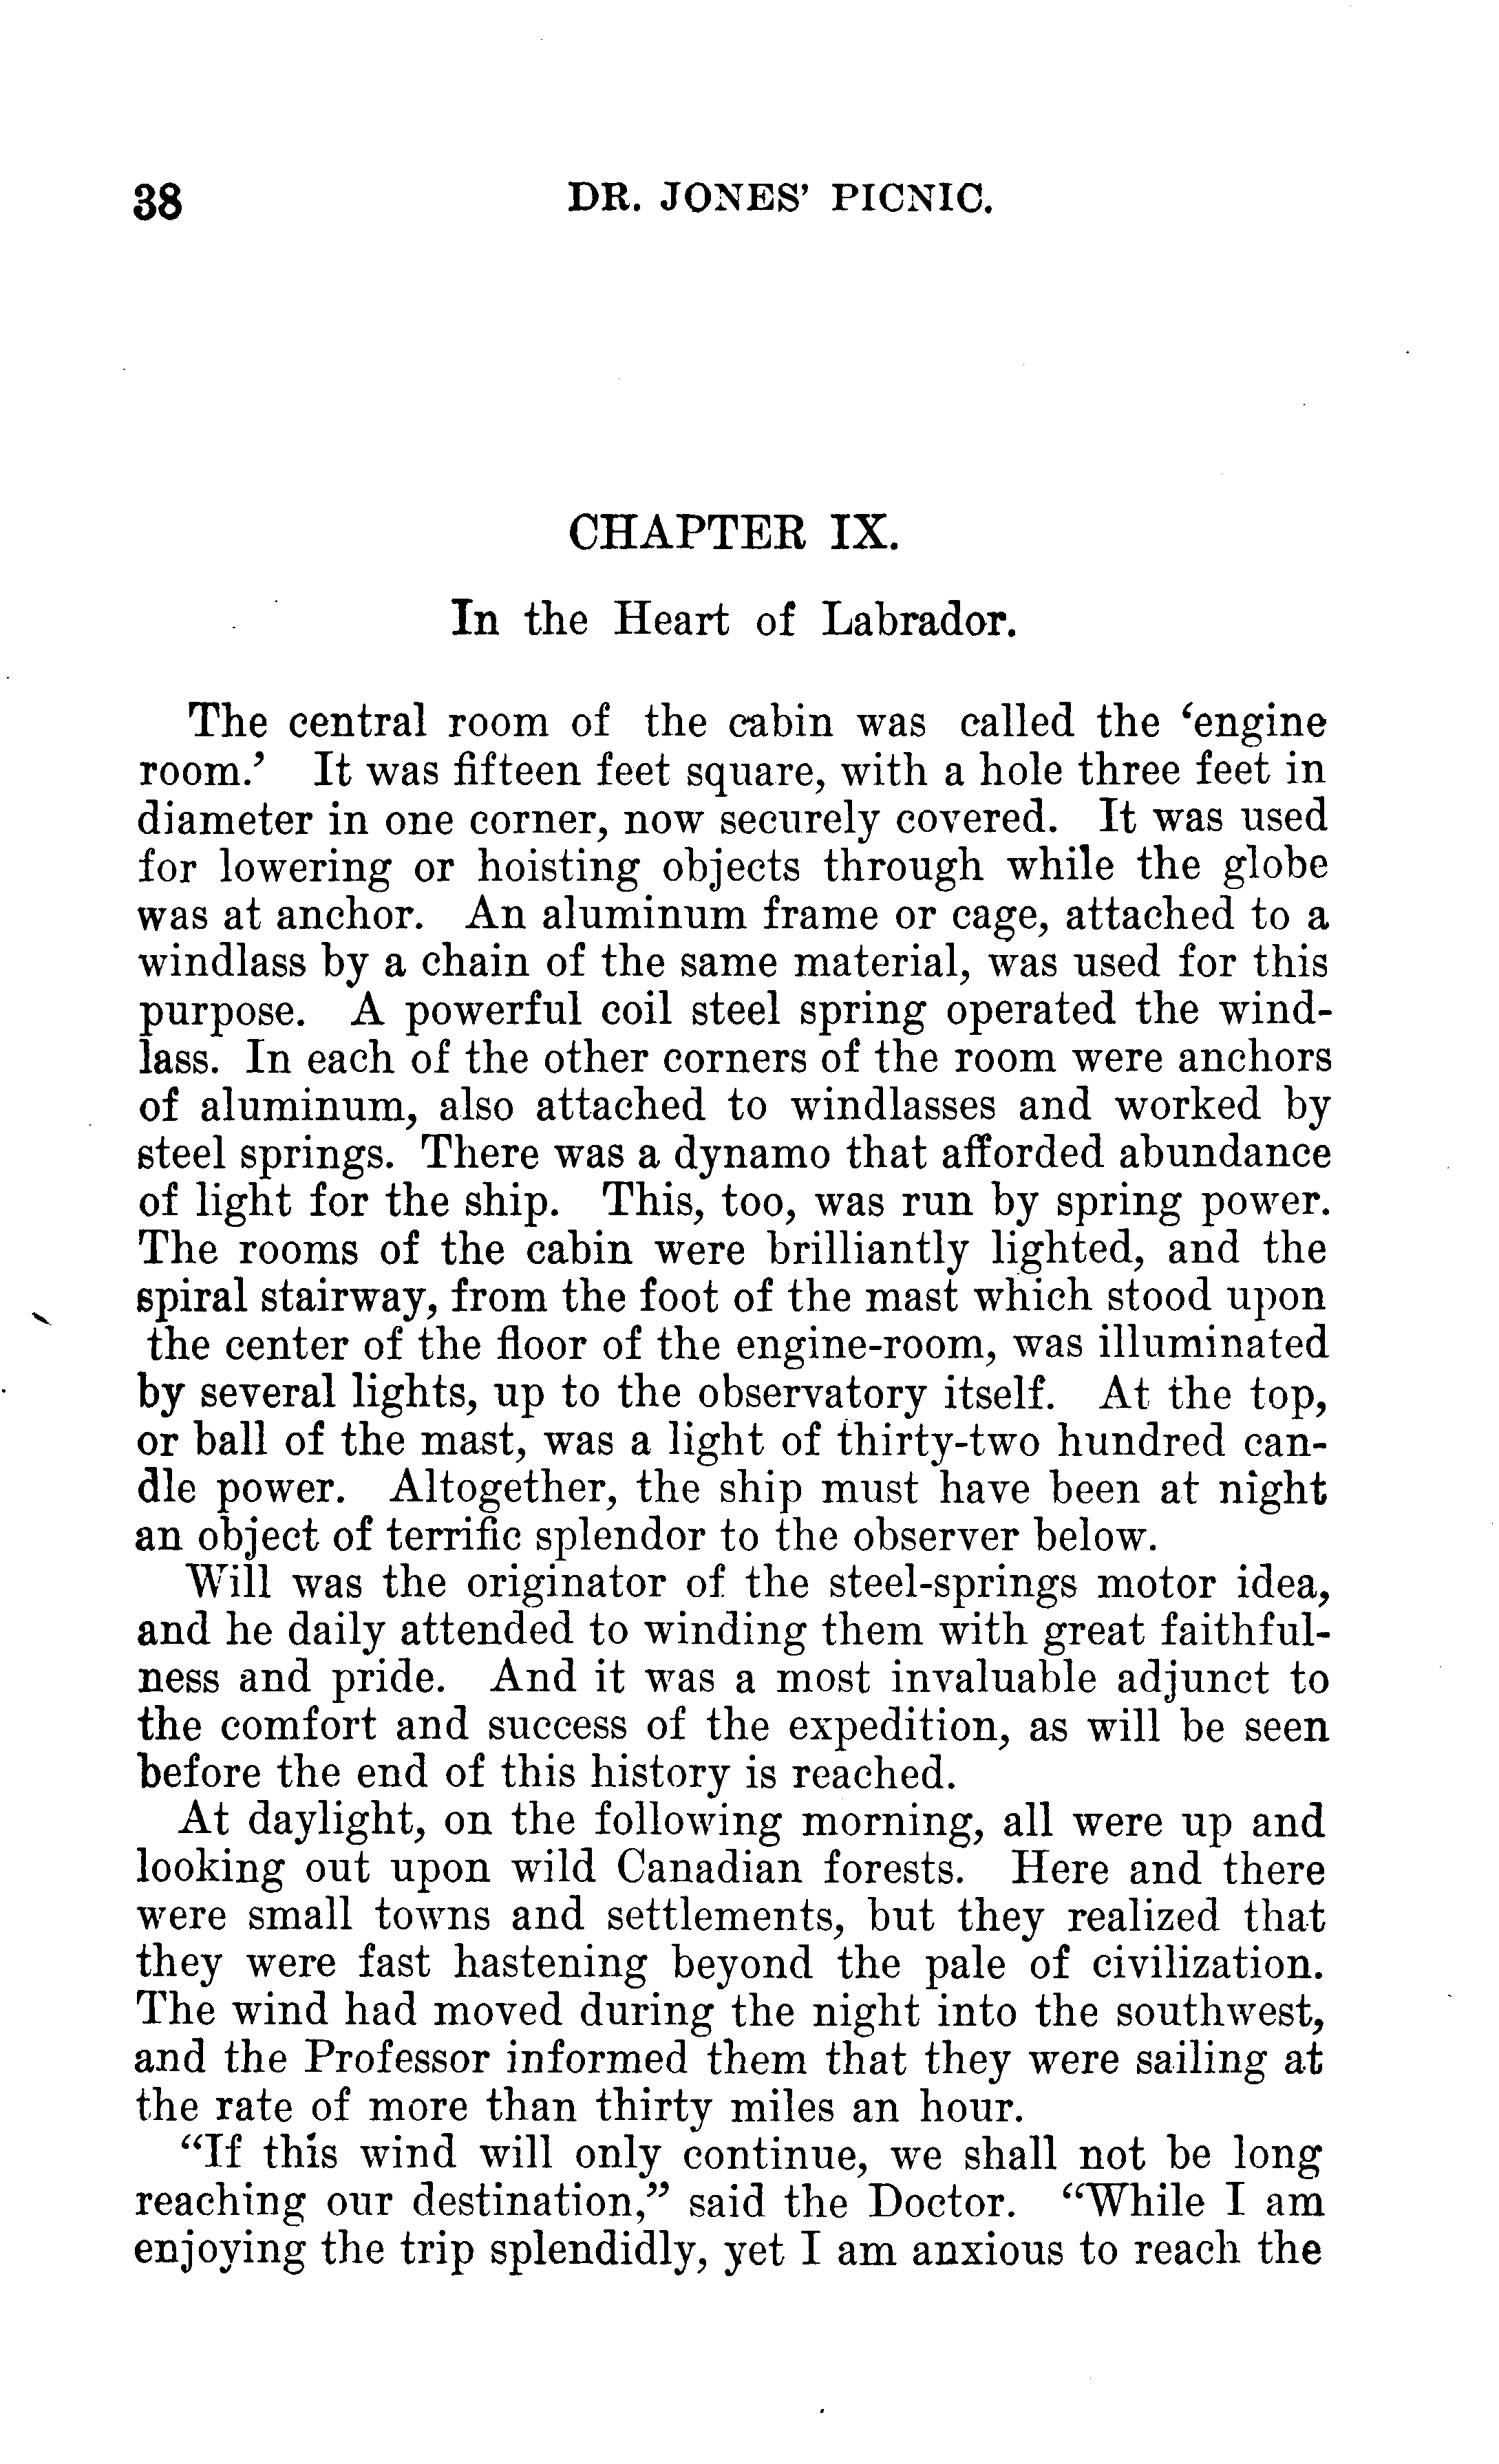 38 DR. JONES' PICNIC.
CHAPTER IX.
In the Heart of Labrador.
The central room of the cabin was called the ‘engine
room.’ It was fifteen feet square, with a hole three feet in
diameter in one corner, now securely covered. It was used
for lowering or hoisting objects through while the globe
was at anchor. An aluminum frame or cage, attached to a
windlass by a chain of the same material, was used for this
purpose. A powerful coil steel spring operated the wind-
lass. In each of the other corners of the room were anchors
of aluminum, also attached to windlasses and worked by
steel springs. There was a dynamo that afforded abundance
of light for the ship. This, too, was run by spring power.
The rooms of the cabin were brilliantly lighted, and the
spiral stairway, from the foot of the mast which stood upon
the center of the floor of the engine-room, was illuminated
by several lights, up to the observatory itself. At the top,
or ball of the mast, was a light of thirty-two hundred can-
dle power. Altogether, the ship must have been at night
an object of terrific splendor to the observer below.
Will was the originator of the steel-springs motor idea,
and he daily attended to winding them with great faithful-
ness and pride. And it was a most invaluable adjunct to
the comfort and success of the expedition, as will be seen
before the end of this history is reached.
At daylight, on the following morning, all were up and
looking out upon wild Canadian forests. Here and there
were small towns and settlements, but they realized that
they were fast hastening beyond the pale of civilization.
The wind had moved during the night into the southwest,
and the Professor informed them that they were sailing at
the rate of more than thirty miles an hour.
“If this wind will only continue, we shall not be long
reaching our destination,” said the Doctor. “While I am
enjoying the trip splendidly, yet I am anxious to reach the